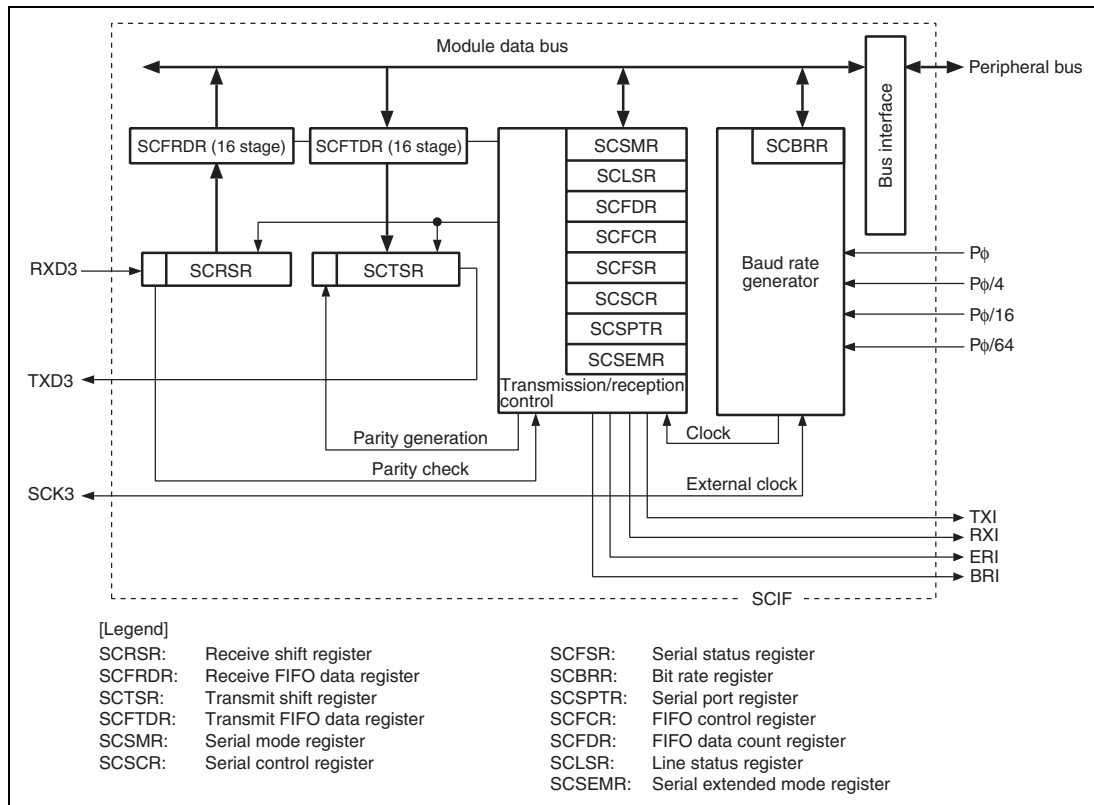 Module data bus
Peripheral bus
Bus interface
SCFRDR (16 stage)
SCFTDR (16 stage)
SCSMR
SCLSR
SCFDR
SCFCR
SCFSR
SCSCR
SCSPTR
SCSEMR
Transmission/reception
control
SCBRR
Baud rate
generator
RXD3
SCRSR
SCTSR
Pϕ
Pϕ/4
Pϕ/16
Pϕ/64
TXD3
Parity generation
Parity check
Clock
SCK3
External clock
TXI
RXI
ERI
BRI
SCIF
[Legend]
SCRSR: Receive shift register
SCFRDR: Receive FIFO data register
SCTSR: Transmit shift register
SCFTDR: Transmit FIFO data register
SCSMR: Serial mode register
SCSCR: Serial control register
SCFSR: Serial status register
SCBRR: Bit rate register
SCSPTR: Serial port register
SCFCR: FIFO control register
SCFDR: FIFO data count register
SCLSR: Line status register
SCSEMR: Serial extended mode register